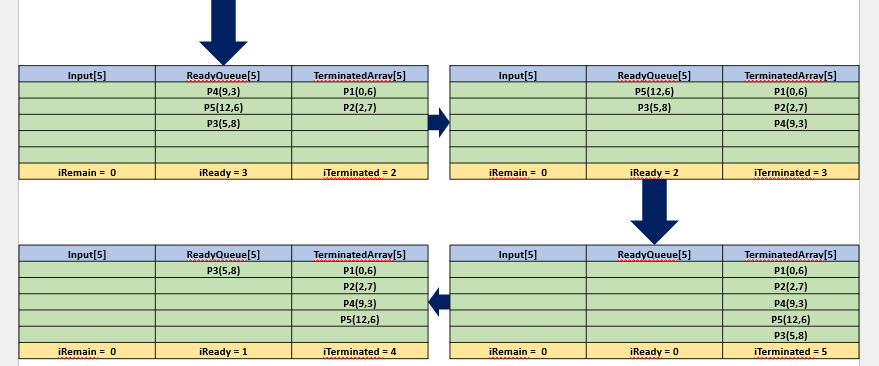 Input[5] ReadyQueue[5] TerminatedArray[5]
P4(9,3) P1(0,6)
P5(12,6) P2(2,7)
P3(5,8)
iRemain = 0 iReady = 3 iTerminated = 2
Input[5] ReadyQueue[5] TerminatedArray[5]
P5(12,6) P1(0,6)
P3(5,8) P2(2,7)
P4(9,3)
iRemain = 0 iReady = 2 iTerminated = 3
Input[5] ReadyQueue[5] TerminatedArray[5]
P3(5,8) P1(0,6)
P2(2,7)
P4(9,3)
P5(12,6)
iRemain = 0 iReady = 1 iTerminated = 4
Input[5] ReadyQueue[5] TerminatedArray[5]
P1(0,6)
P2(2,7)
P4(9,3)
P5(12,6)
P3(5,8)
iRemain = 0 iReady = 0 iTerminated = 5